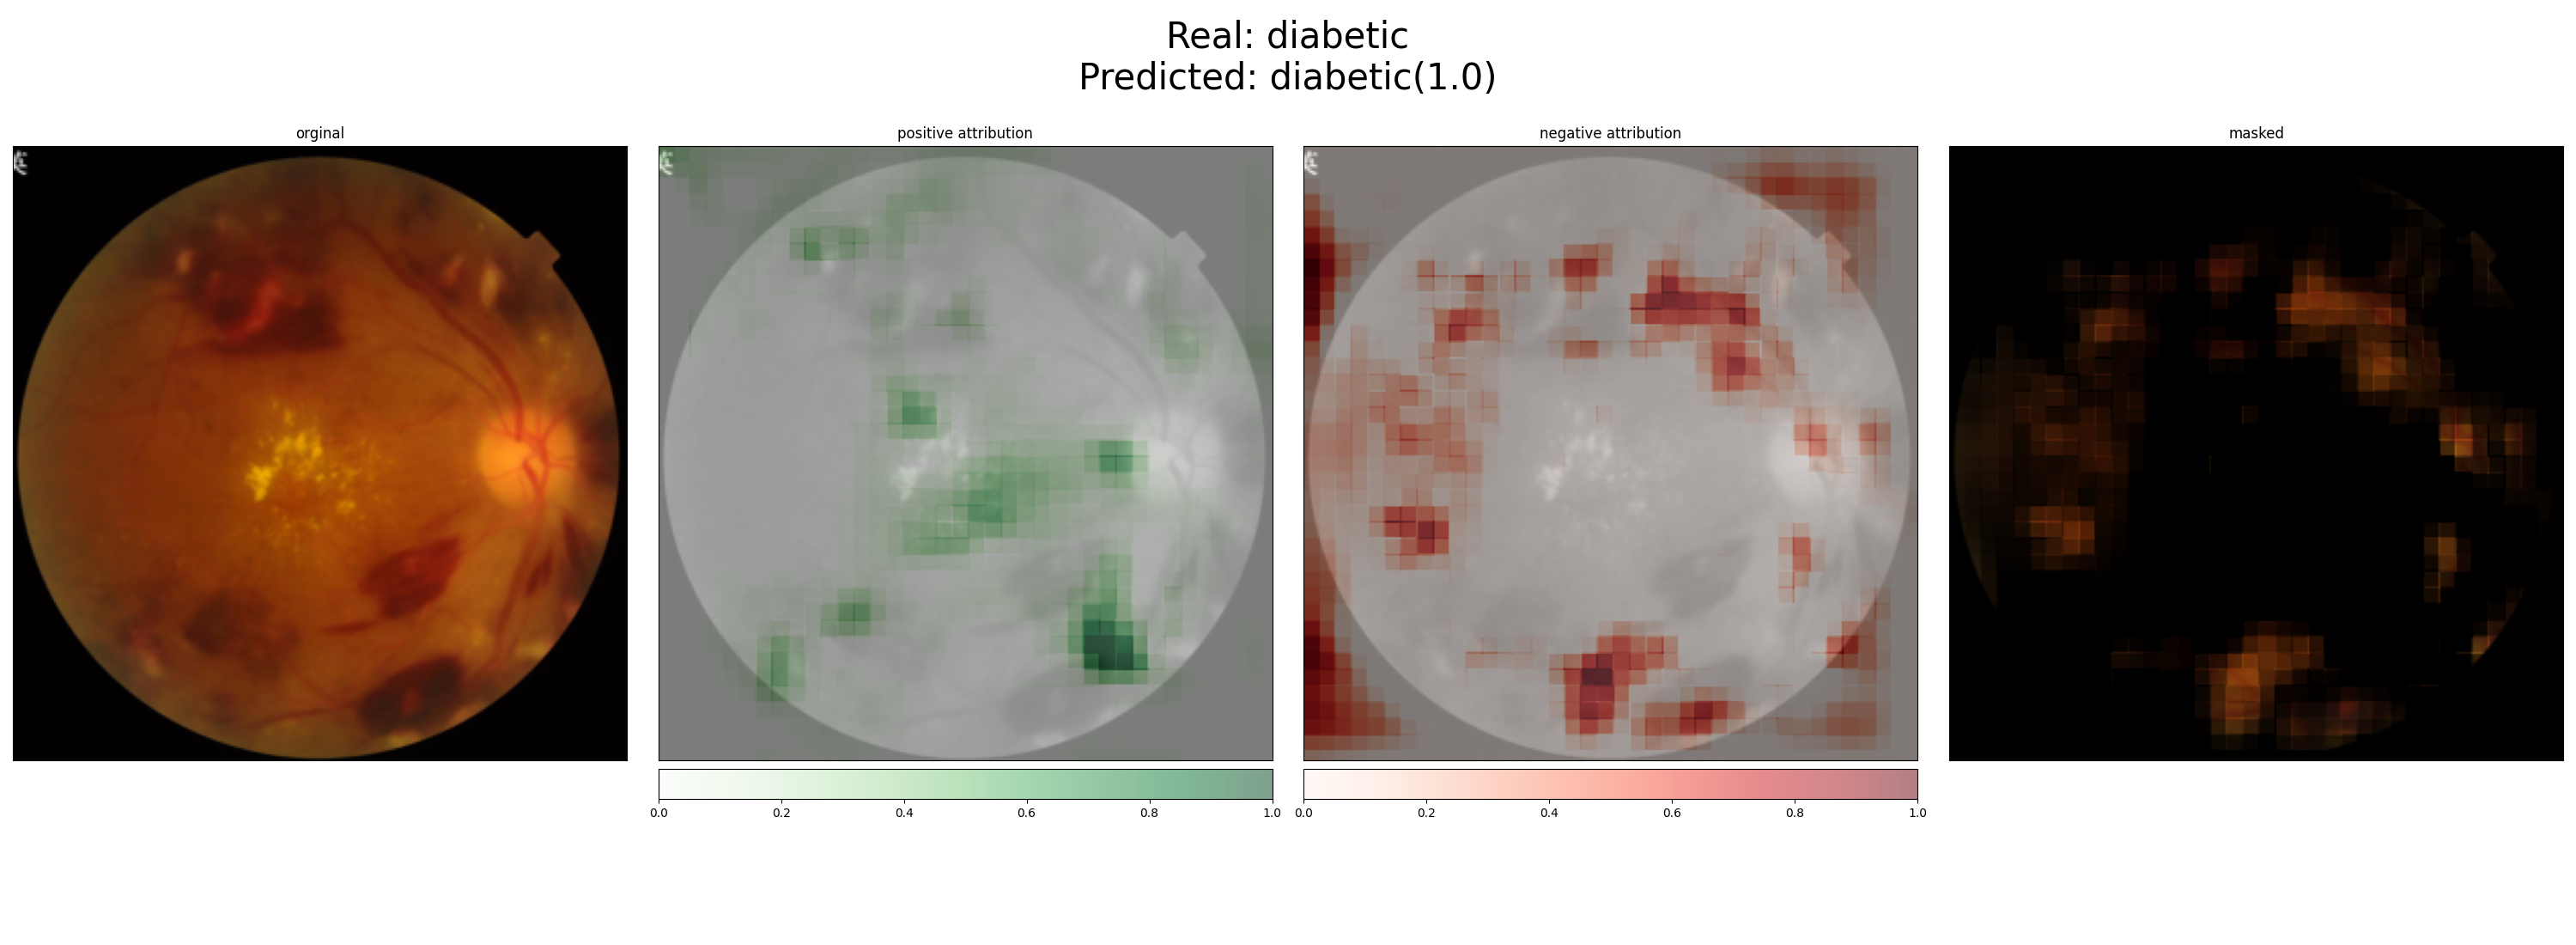 Real: diabetic
Predicted: diabetic(1.0)
orginal
positive attribution
negative attribution
masked
0.0 0.2 0.4 0.6 0.8 1.0
0.0 0.2 0.4 0.6 0.8 1.0